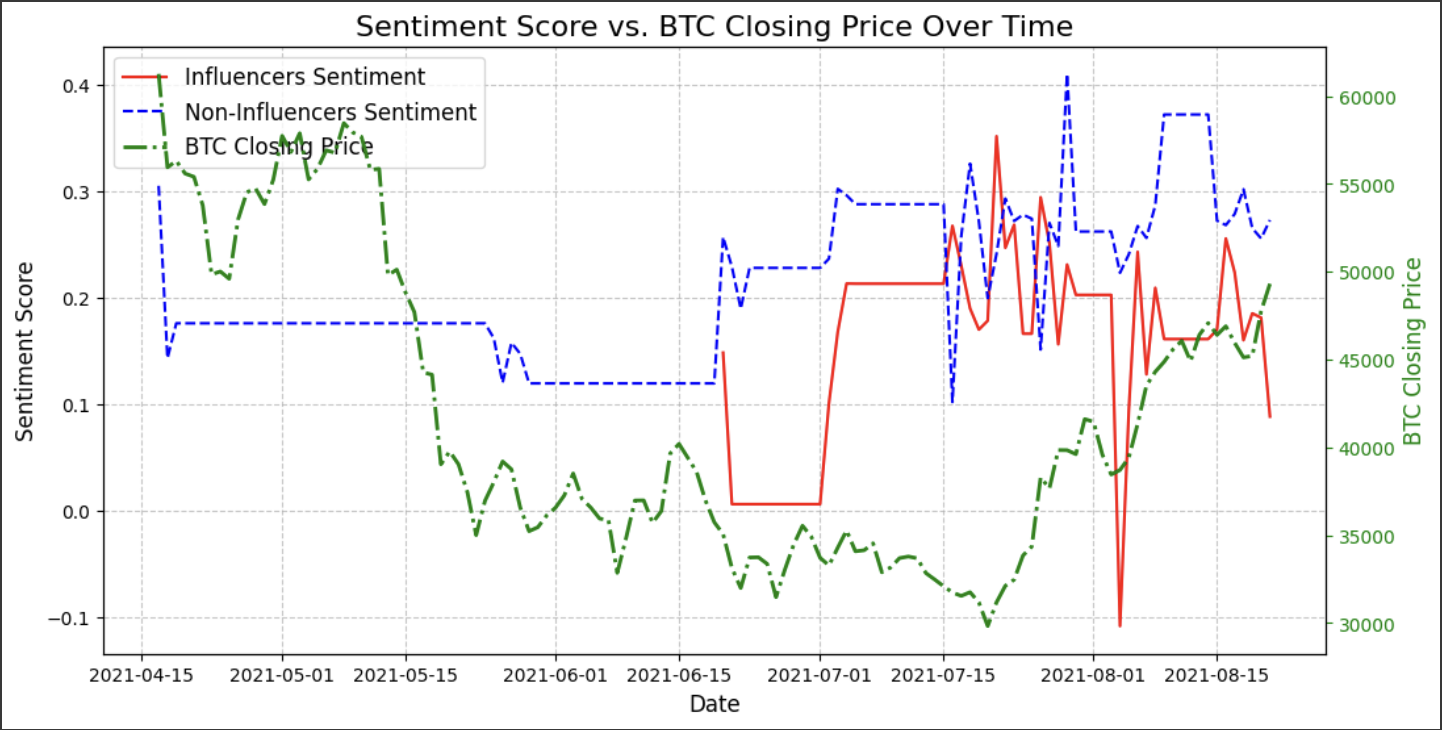 Sentiment Score vs. BTC Closing Price Over Time
Influencers Sentiment
Non-Influencers Sentiment
BTC Closing Price
Sentiment Score
0.4
0.3
0.2
0.1
0.0
−0.1
60000
55000
50000
45000
40000
35000
30000
BTC Closing Price
2021-04-15 2021-05-01 2021-05-15 2021-06-01 2021-06-15 2021-07-01 2021-07-15 2021-08-01 2021-08-15
Date